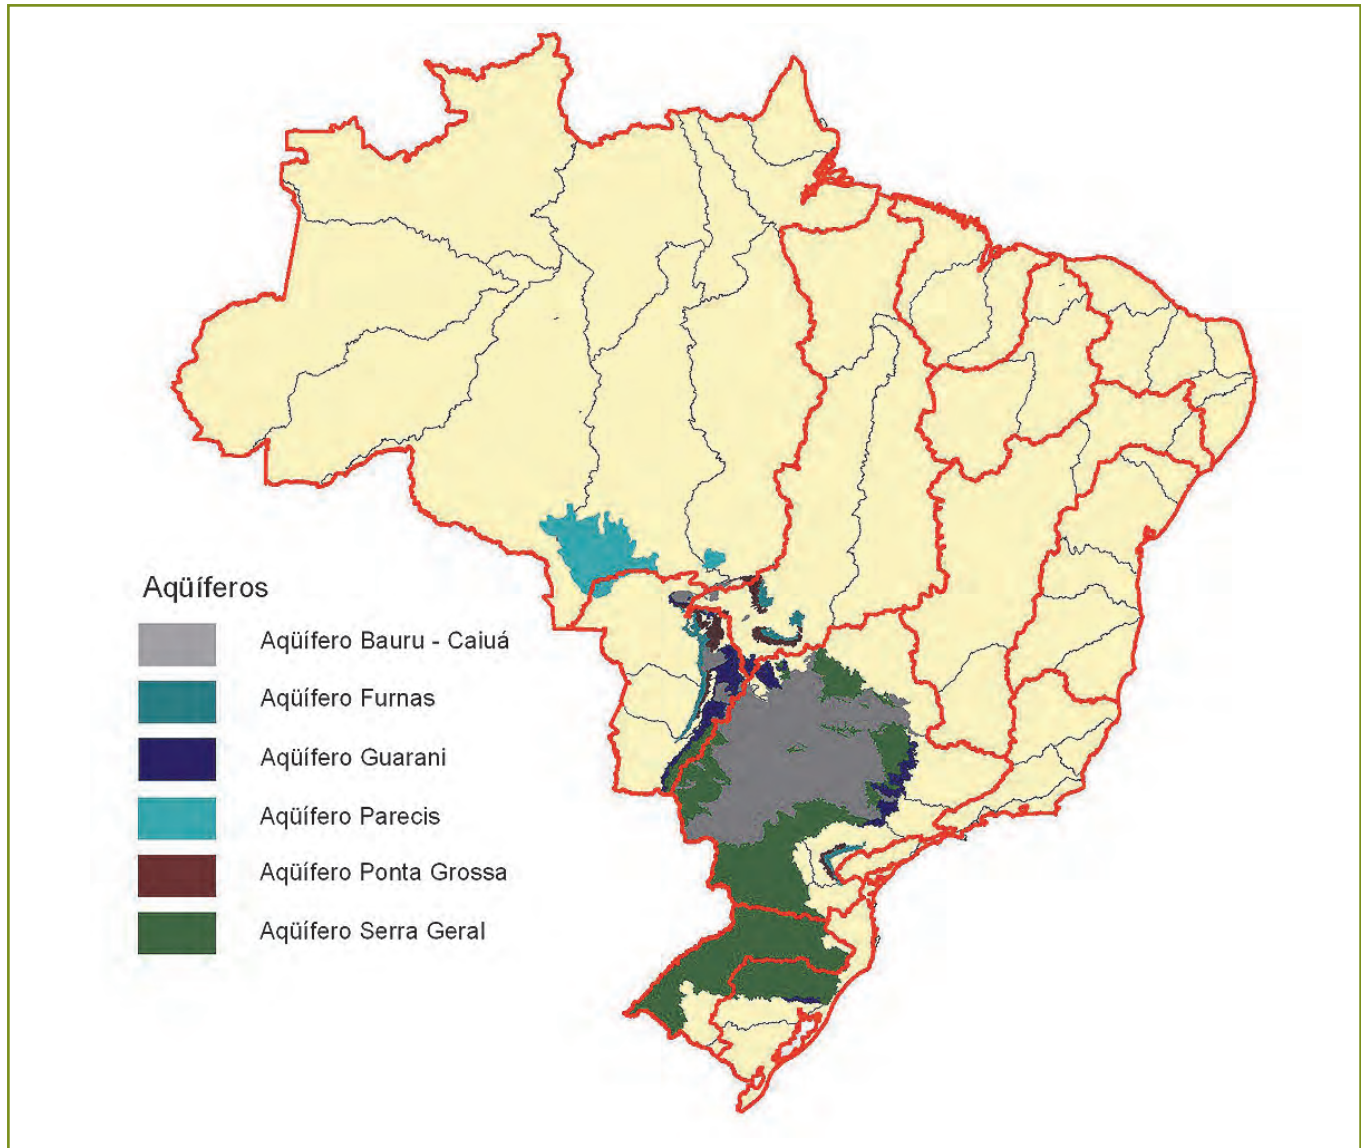 Aqüíferos
Aqüífero Bauru - Caiuá
Aqüífero Furnas
Aqüífero Guarani
Aqüífero Parecis
Aqüífero Ponta Grossa
Aqüífero Serra Geral